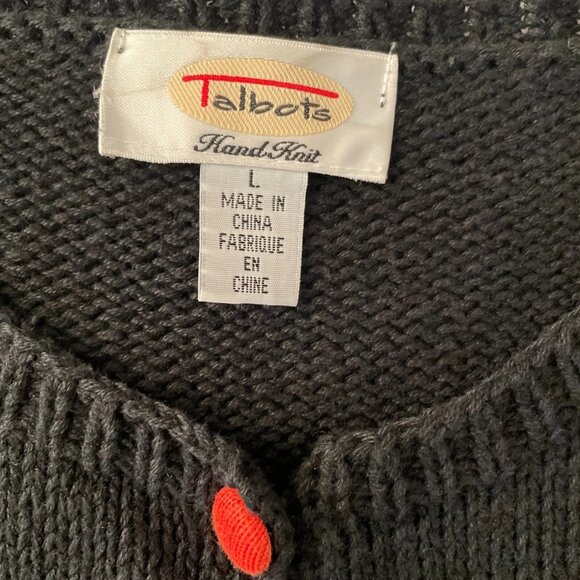 Talbots
Hand Knit
L
MADE IN
CHINA
FABRIQUE
EN
CHINE